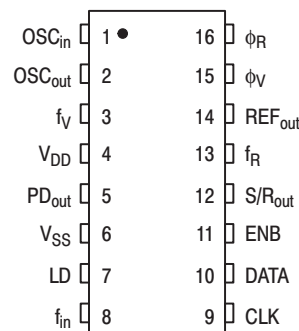 OSCin 1 16 ϕR
OSCout 2 15 ϕV
fV 3 14 REFout
VDD 4 13 fR
PDout 5 12 S/Rout
VSS 6 11 ENB
LD 7 10 DATA
fin 8 9 CLK